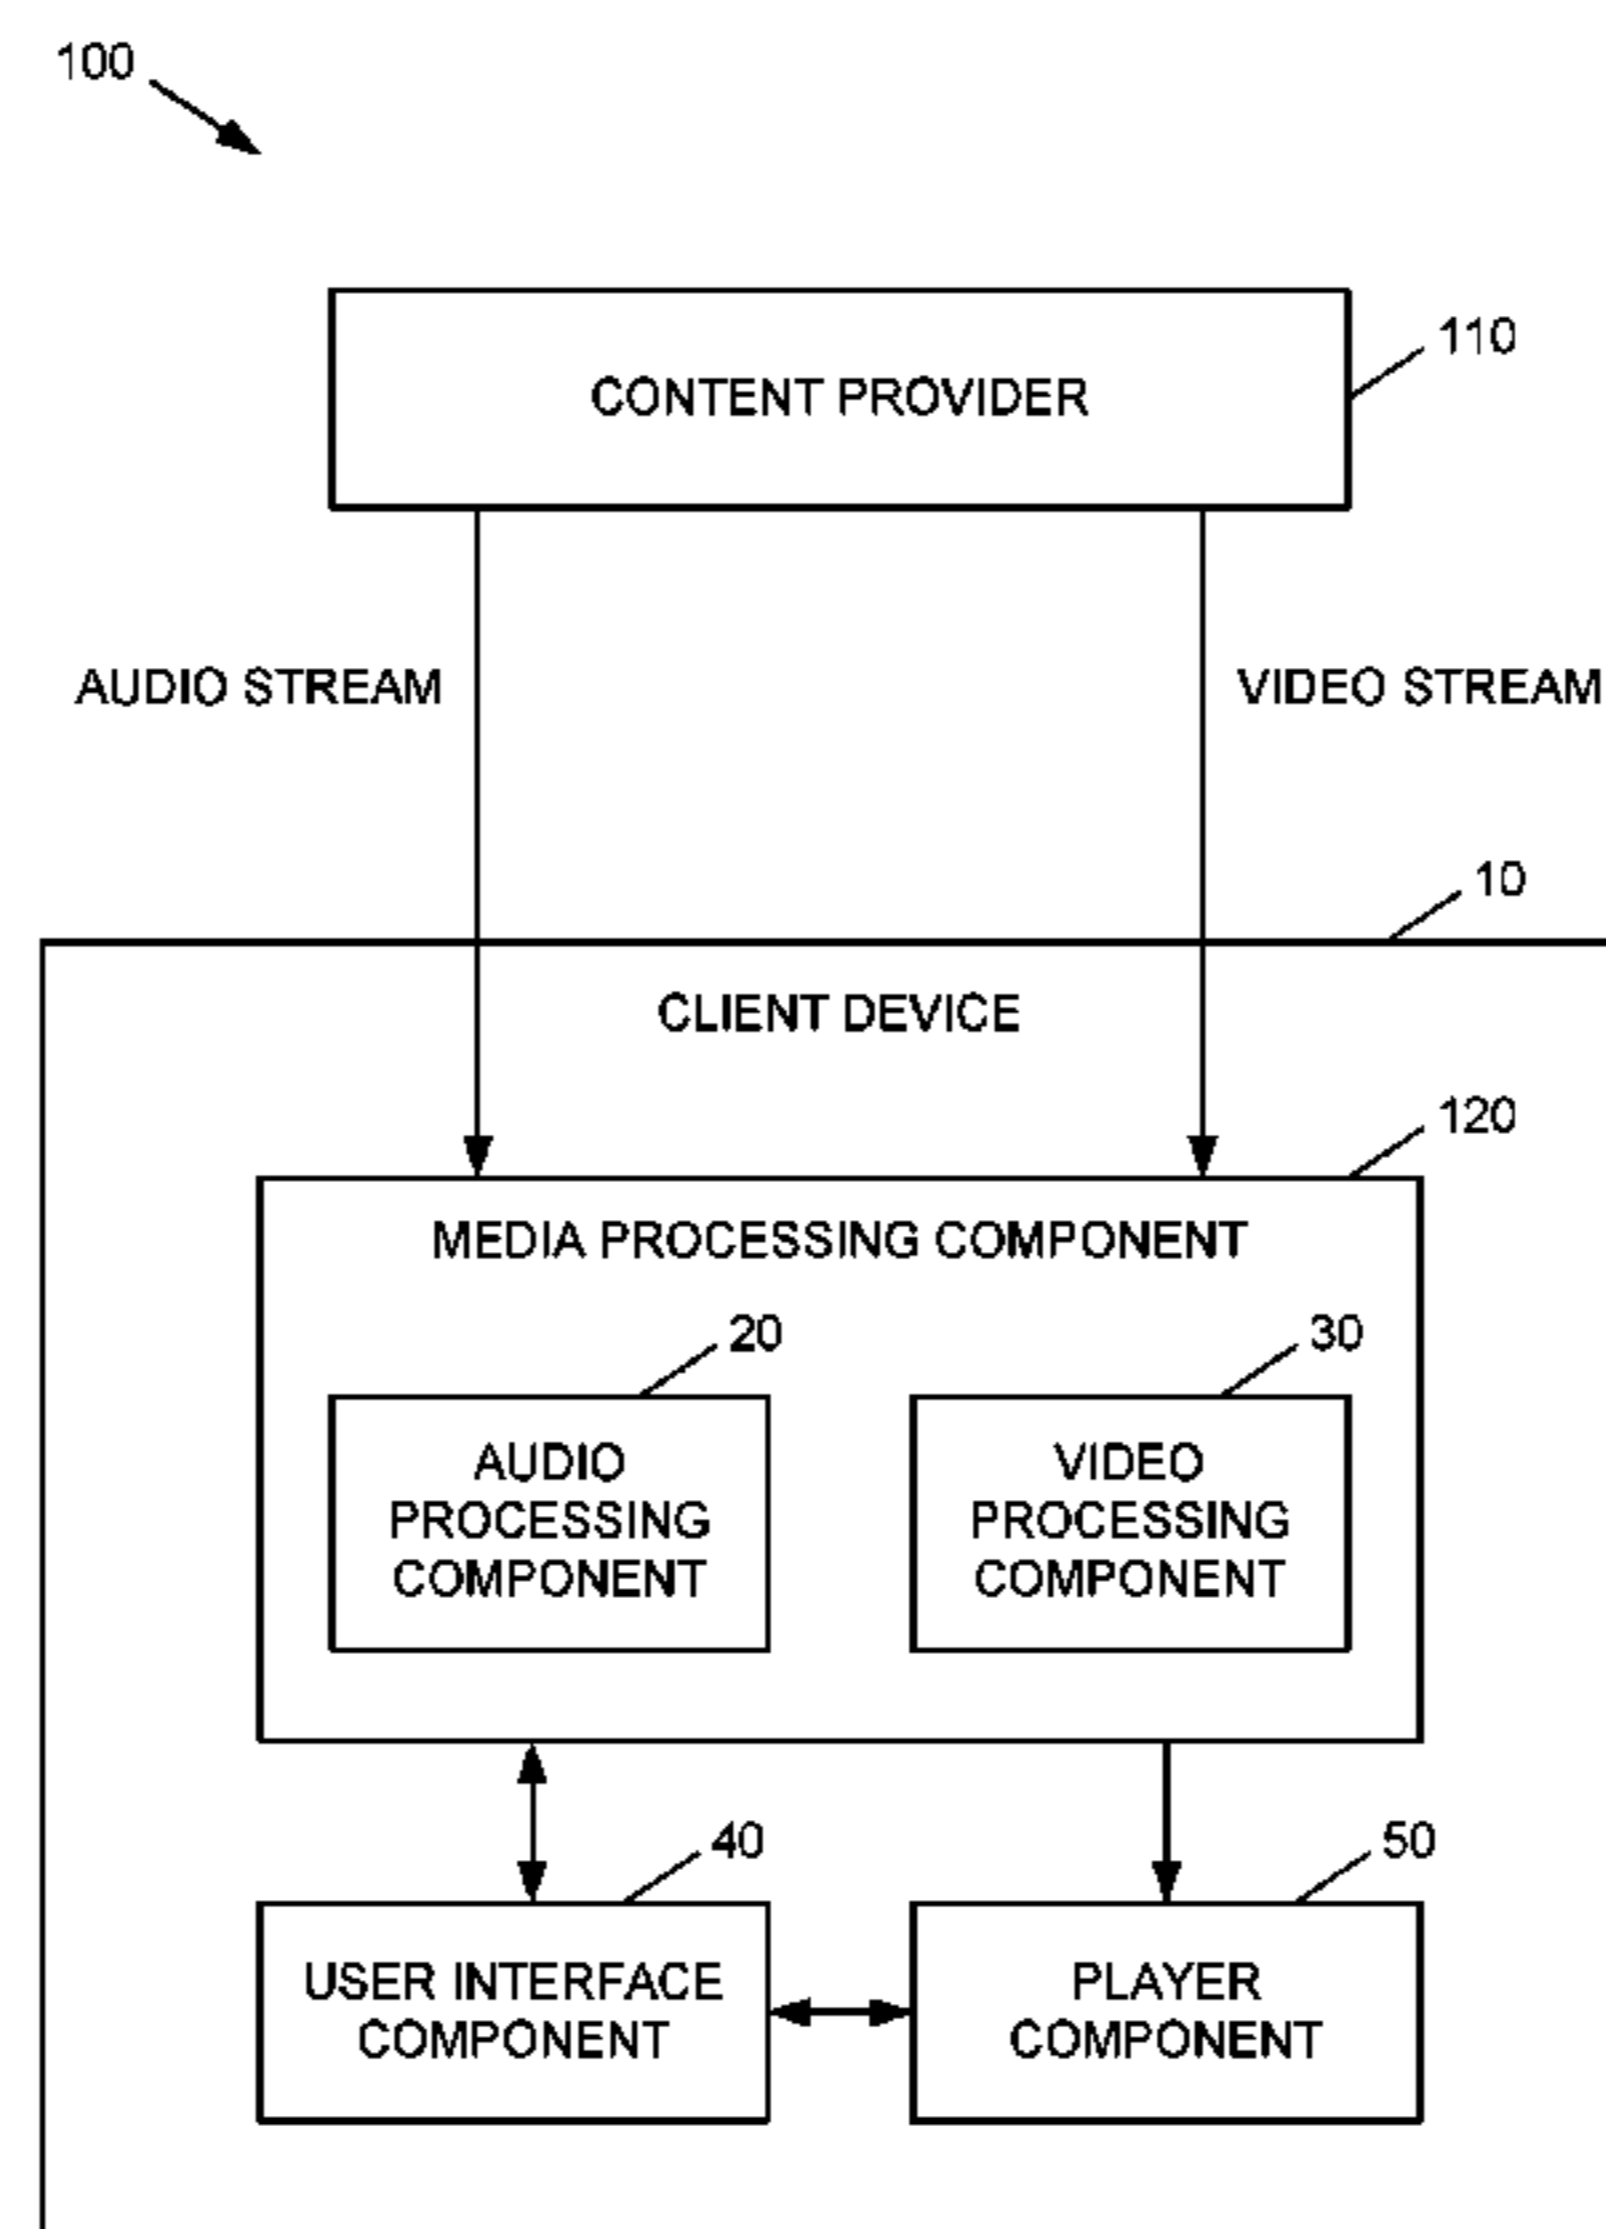 100
110
CONTENT PROVIDER
AUDIO STREAM
VIDEO STREAM
10
CLIENT DEVICE
120
MEDIA PROCESSING COMPONENT
20
30
AUDIO
PROCESSING
COMPONENT
VIDEO
PROCESSING
COMPONENT
40
50
USER INTERFACE
COMPONENT
PLAYER
COMPONENT